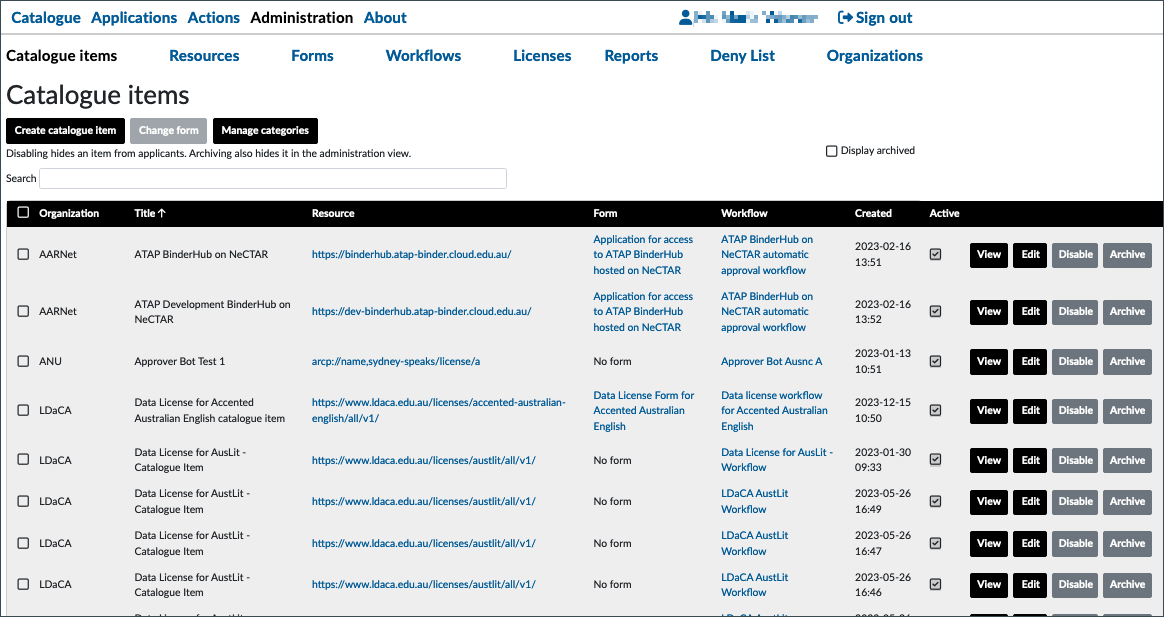 Catalogue Applications Actions Administration About Sign out
Catalogue items Resources Forms Workflows Licenses Reports Deny List Organizations
Catalogue items
Create catalogue item Change form Manage categories
Disabling hides an item from applicants. Archiving also hides it in the administration view.
Display archived
Search
Organization Title Resource Form Workflow Created Active
AARNet
ATAP BinderHub on NeCTAR
https://binderhub.atap-binder.cloud.edu.au/
Application for access
to ATAP BinderHub
hosted on NeCTAR
ATAP BinderHub on
NeCTAR automatic
approval workflow
2023-02-16
13:51
View Edit Disable Archive
AARNet
ATAP Development BinderHub on
NeCTAR
https://dev-binderhub.atap-binder.cloud.edu.au/
Application for access
to ATAP BinderHub
hosted on NeCTAR
ATAP BinderHub on
NeCTAR automatic
approval workflow
2023-02-16
13:52
View Edit Disable Archive
ANU
Approver Bot Test 1
arcp://name,sydney-speaks/license/a
No form
Approver Bot Ausnc A
2023-01-13
10:51
View Edit Disable Archive
LDaCA
Data License for Accented
Australian English catalogue item
https://www.ldaca.edu.au/licenses/accented-australian-
english/all/v1/
Data License Form for
Accented Australian
English
Data license workflow
for Accented Australian
English
2023-12-15
10:50
View Edit Disable Archive
LDaCA
Data License for AusLit -
Catalogue Item
https://www.ldaca.edu.au/licenses/austlit/all/v1/
No form
Data License for AusLit -
Workflow
2023-01-30
09:33
View Edit Disable Archive
LDaCA
Data License for AustLit -
Catalogue Item
https://www.ldaca.edu.au/licenses/austlit/all/v1/
No form
LDaCA AustLit
Workflow
2023-05-26
16:49
View Edit Disable Archive
LDaCA
Data License for AustLit -
Catalogue Item
https://www.ldaca.edu.au/licenses/austlit/all/v1/
No form
LDaCA AustLit
Workflow
2023-05-26
16:47
View Edit Disable Archive
LDaCA
Data License for AustLit -
Catalogue Item
https://www.ldaca.edu.au/licenses/austlit/all/v1/
No form
LDaCA AustLit
Workflow
2023-05-26
16:46
View Edit Disable Archive